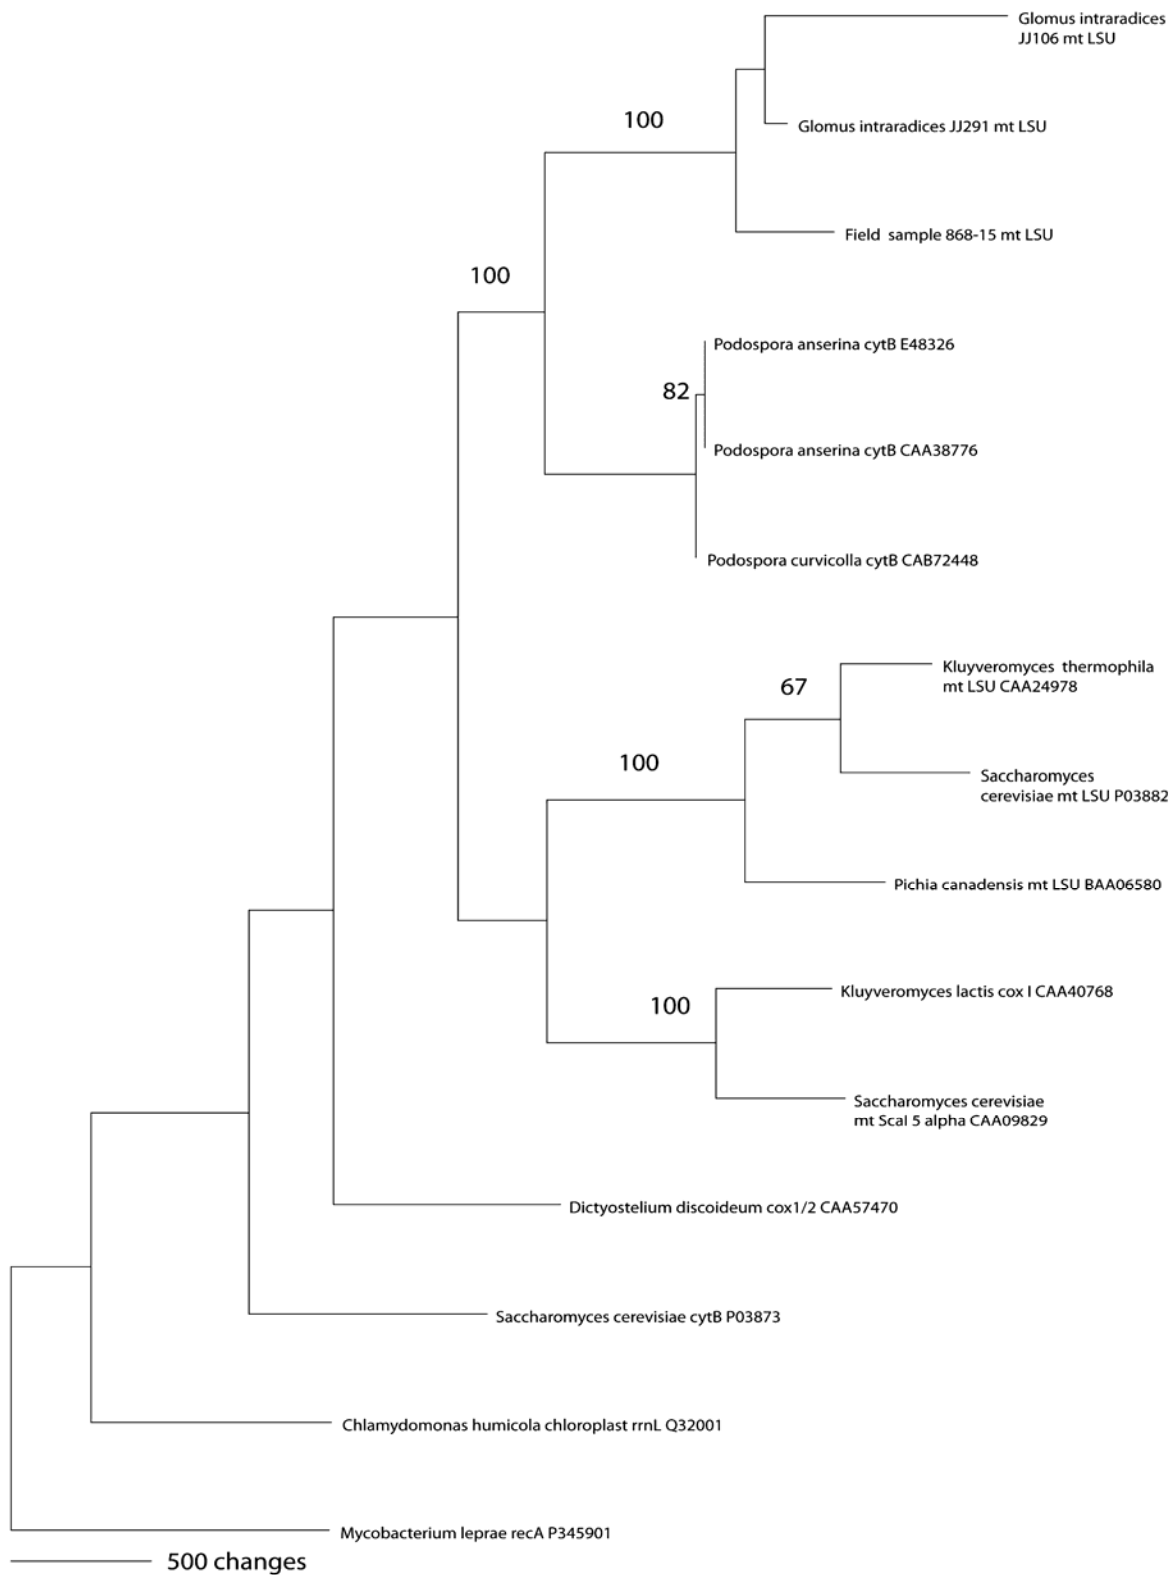 Glomus intraradices
JJ106 mt LSU
100
Glomus intraradices JJ291 mt LSU
Field sample 868-15 mt LSU
100
Podospora anserina cytB E48326
82
Podospora anserina cytB CAA38776
Podospora curvicolla cytB CAB72448
Kluyveromyces thermophila
mt LSU CAA24978
67
100
Saccharomyces
cerevisiae mt LSU P03882
Pichia canadensis mt LSU BAA06580
Kluyveromyces lactis cox I CAA40768
100
Saccharomyces cerevisiae
mt ScaI 5 alpha CAA09829
Dictyostelium discoideum cox1/2 CAA57470
Saccharomyces cerevisiae cytB P03873
Chlamydomonas humicola chloroplast rrnL Q32001
Mycobacterium leprae recA P345901
500 changes